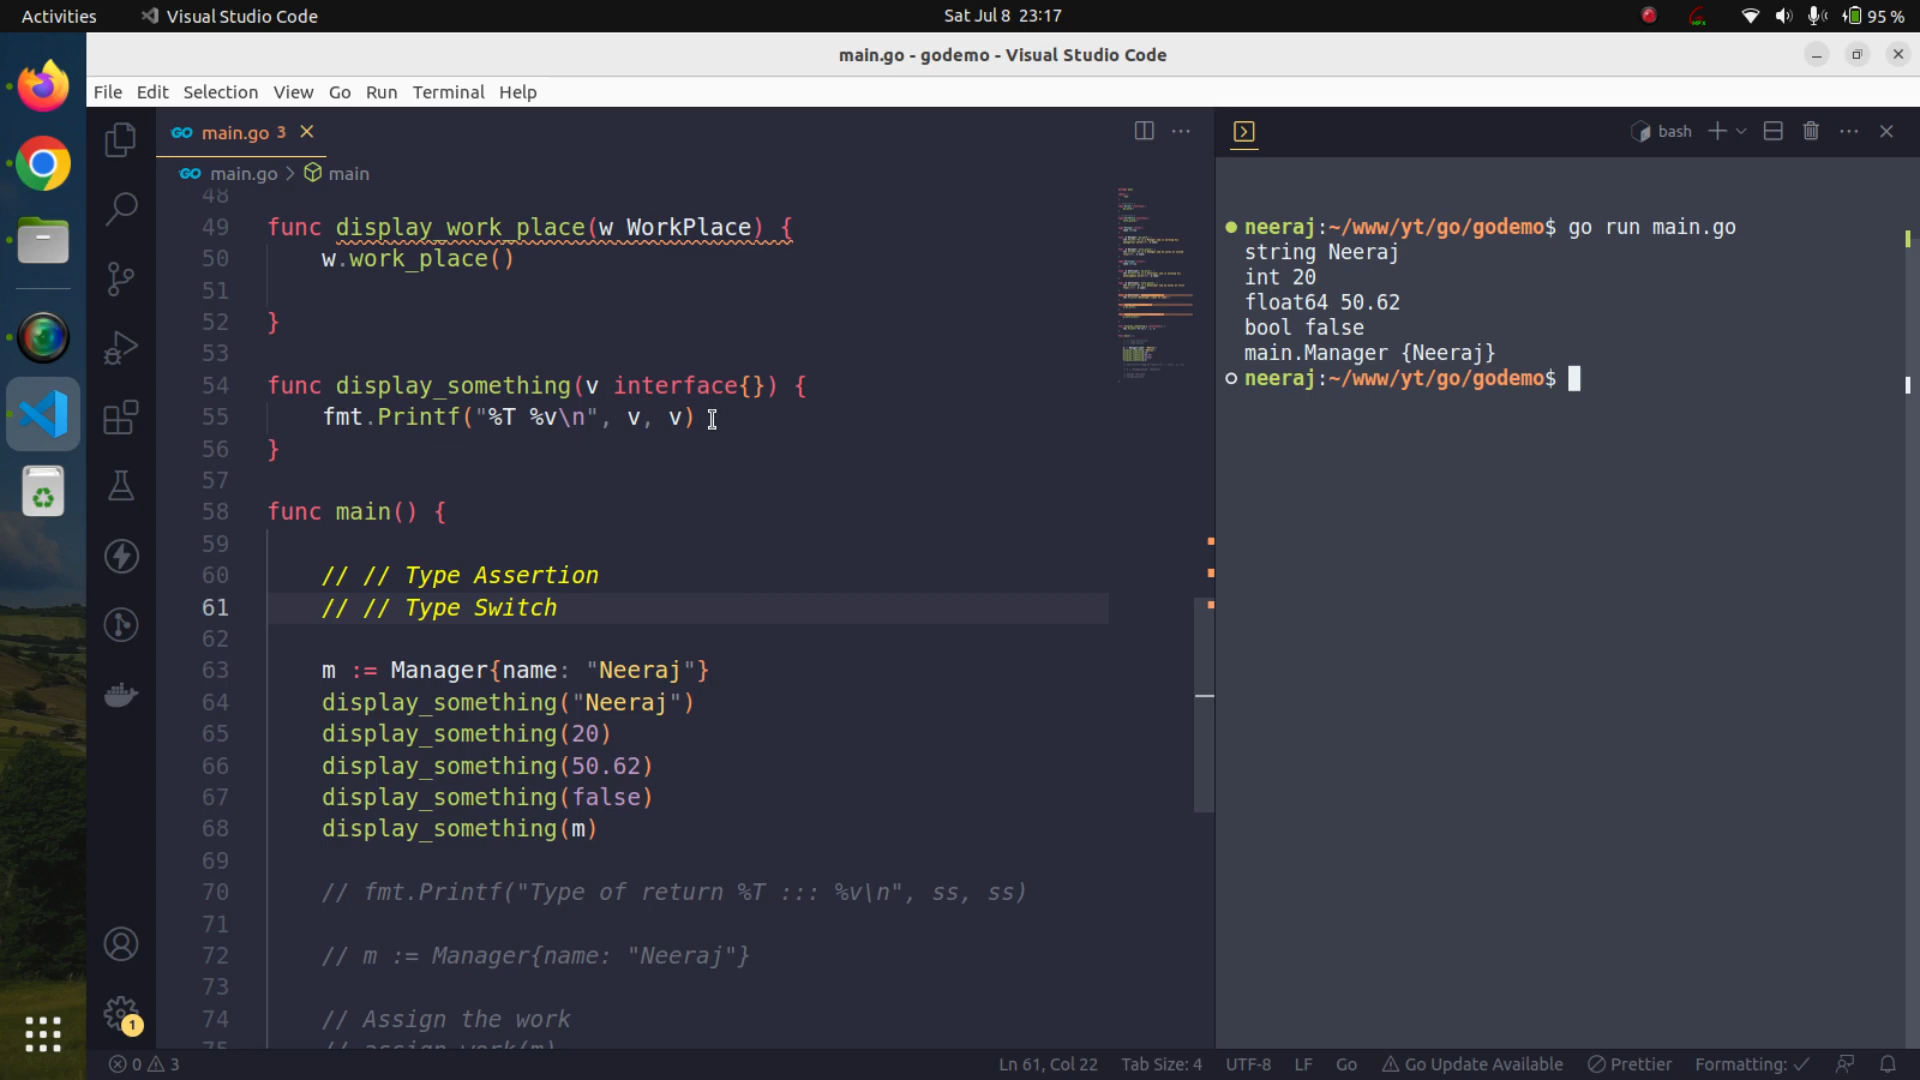 Activities
Visual Studio Code
Sat Jul 8 23:17
95 %
main.go - godemo - Visual Studio Code
File Edit Selection View Go Run Terminal Help
GO main.go 3
GO main.go > main
48
49 func display_work_place(w WorkPlace) {
50 w.work_place()
51
52 }
53
54 func display_something(v interface{}) {
55 fmt.Printf("%T %v\n", v, v)
56 }
57
58 func main() {
59
60 // // Type Assertion
61 // // Type Switch
62
63 m := Manager{name: "Neeraj"}
64 display_something("Neeraj")
65 display_something(20)
66 display_something(50.62)
67 display_something(false)
68 display_something(m)
69
70 // fmt.Printf("Type of return %T ::: %v\n", ss, ss)
71
72 // m := Manager{name: "Neeraj"}
73
74 // Assign the work
75 // assign_work(m)
bash
neeraj:~/www/yt/go/godemo$ go run main.go
string Neeraj
int 20
float64 50.62
bool false
main.Manager {Neeraj}
neeraj:~/www/yt/go/godemo$
1
0 3
Ln 61, Col 22 Tab Size: 4 UTF-8 LF Go Go Update Available Prettier Formatting: ✓